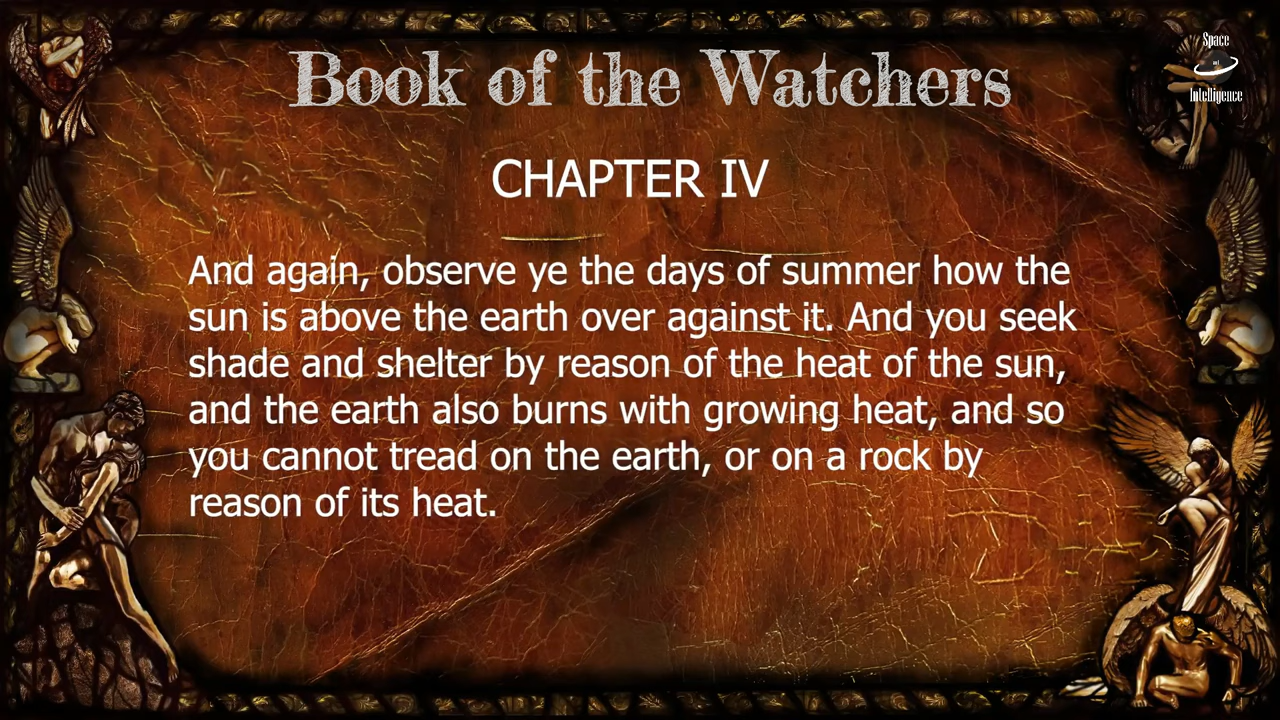 Book of the Watchers
Space
and
Intelligence
CHAPTER IV
And again, observe ye the days of summer how the
sun is above the earth over against it. And you seek
shade and shelter by reason of the heat of the sun,
and the earth also burns with growing heat, and so
you cannot tread on the earth, or on a rock by
reason of its heat.